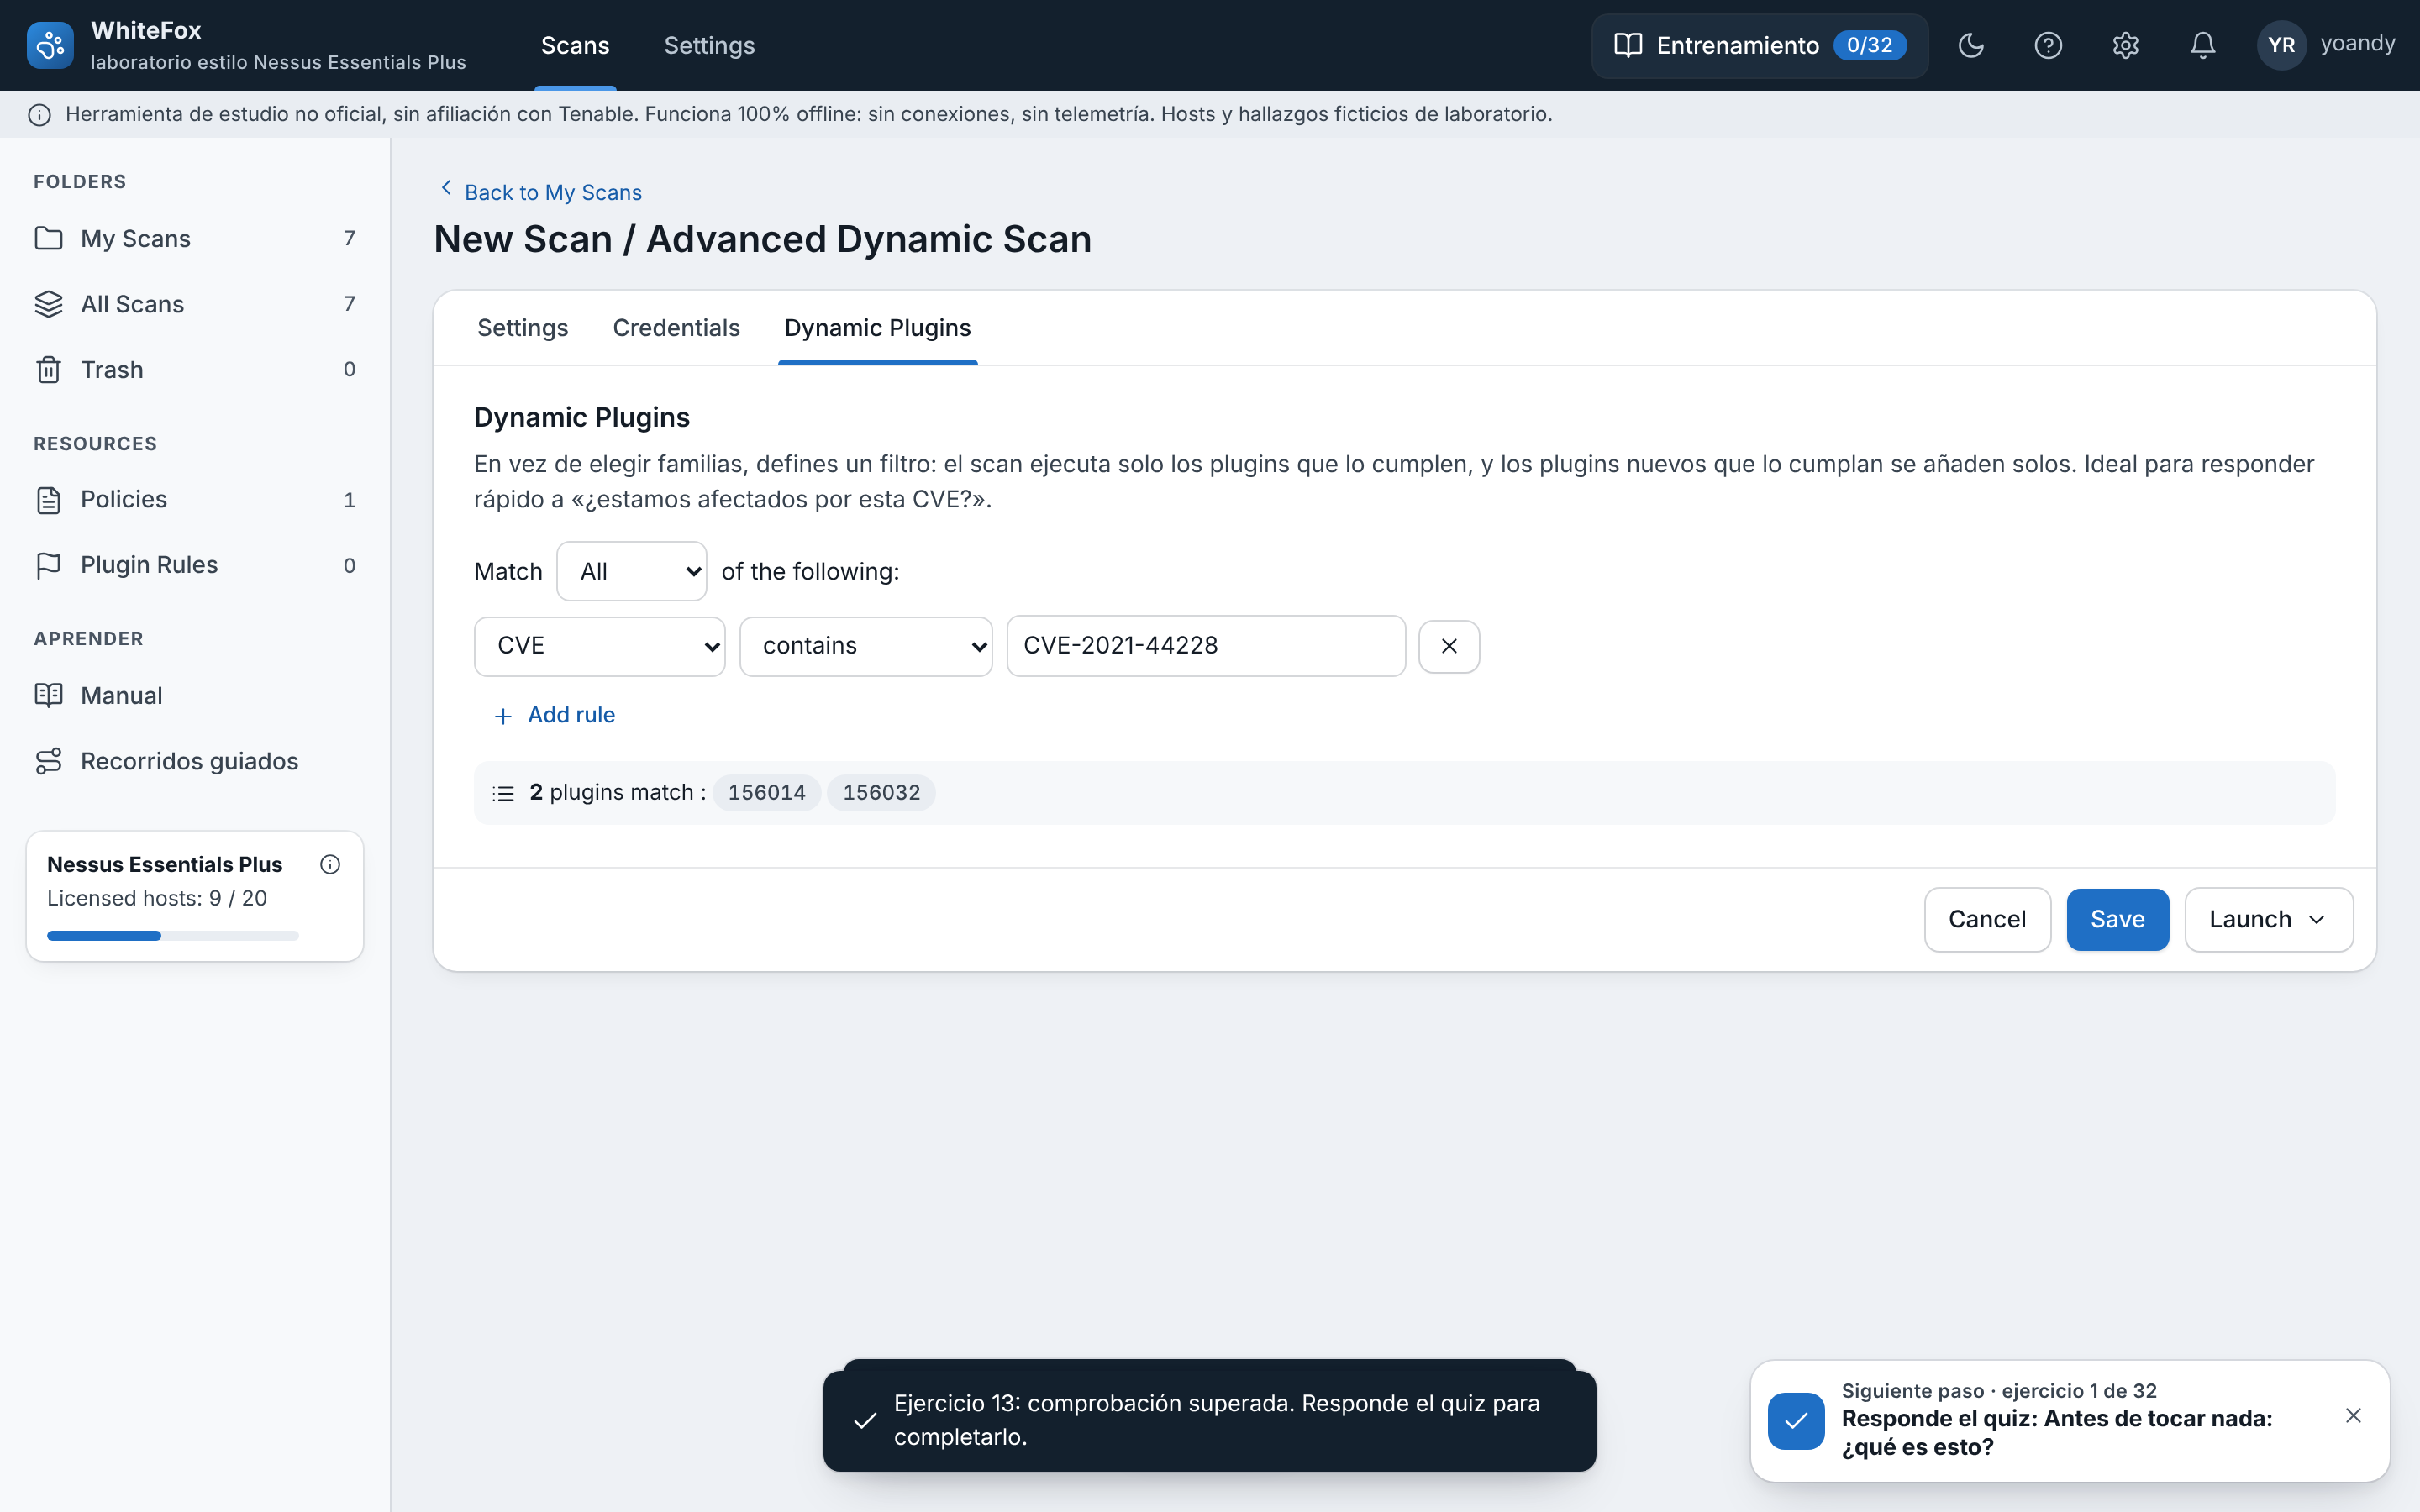 WhiteFox
laboratorio estilo Nessus Essentials Plus
Scans
Settings
Entrenamiento 0/32
YR
yoandy
Herramienta de estudio no oficial, sin afiliación con Tenable. Funciona 100% offline: sin conexiones, sin telemetría. Hosts y hallazgos ficticios de laboratorio.
FOLDERS
My Scans 7
All Scans 7
Trash 0
RESOURCES
Policies 1
Plugin Rules 0
APRENDER
Manual
Recorridos guiados
Nessus Essentials Plus
Licensed hosts: 9 / 20
Back to My Scans
New Scan / Advanced Dynamic Scan
Settings Credentials Dynamic Plugins
Dynamic Plugins
En vez de elegir familias, defines un filtro: el scan ejecuta solo los plugins que lo cumplen, y los plugins nuevos que lo cumplan se añaden solos. Ideal para responder
rápido a «¿estamos afectados por esta CVE?».
Match All of the following:
CVE contains CVE-2021-44228
Add rule
2 plugins match : 156014 156032
Cancel Save Launch
Ejercicio 13: comprobación superada. Responde el quiz para
completarlo.
Siguiente paso · ejercicio 1 de 32
Responde el quiz: Antes de tocar nada:
¿qué es esto?